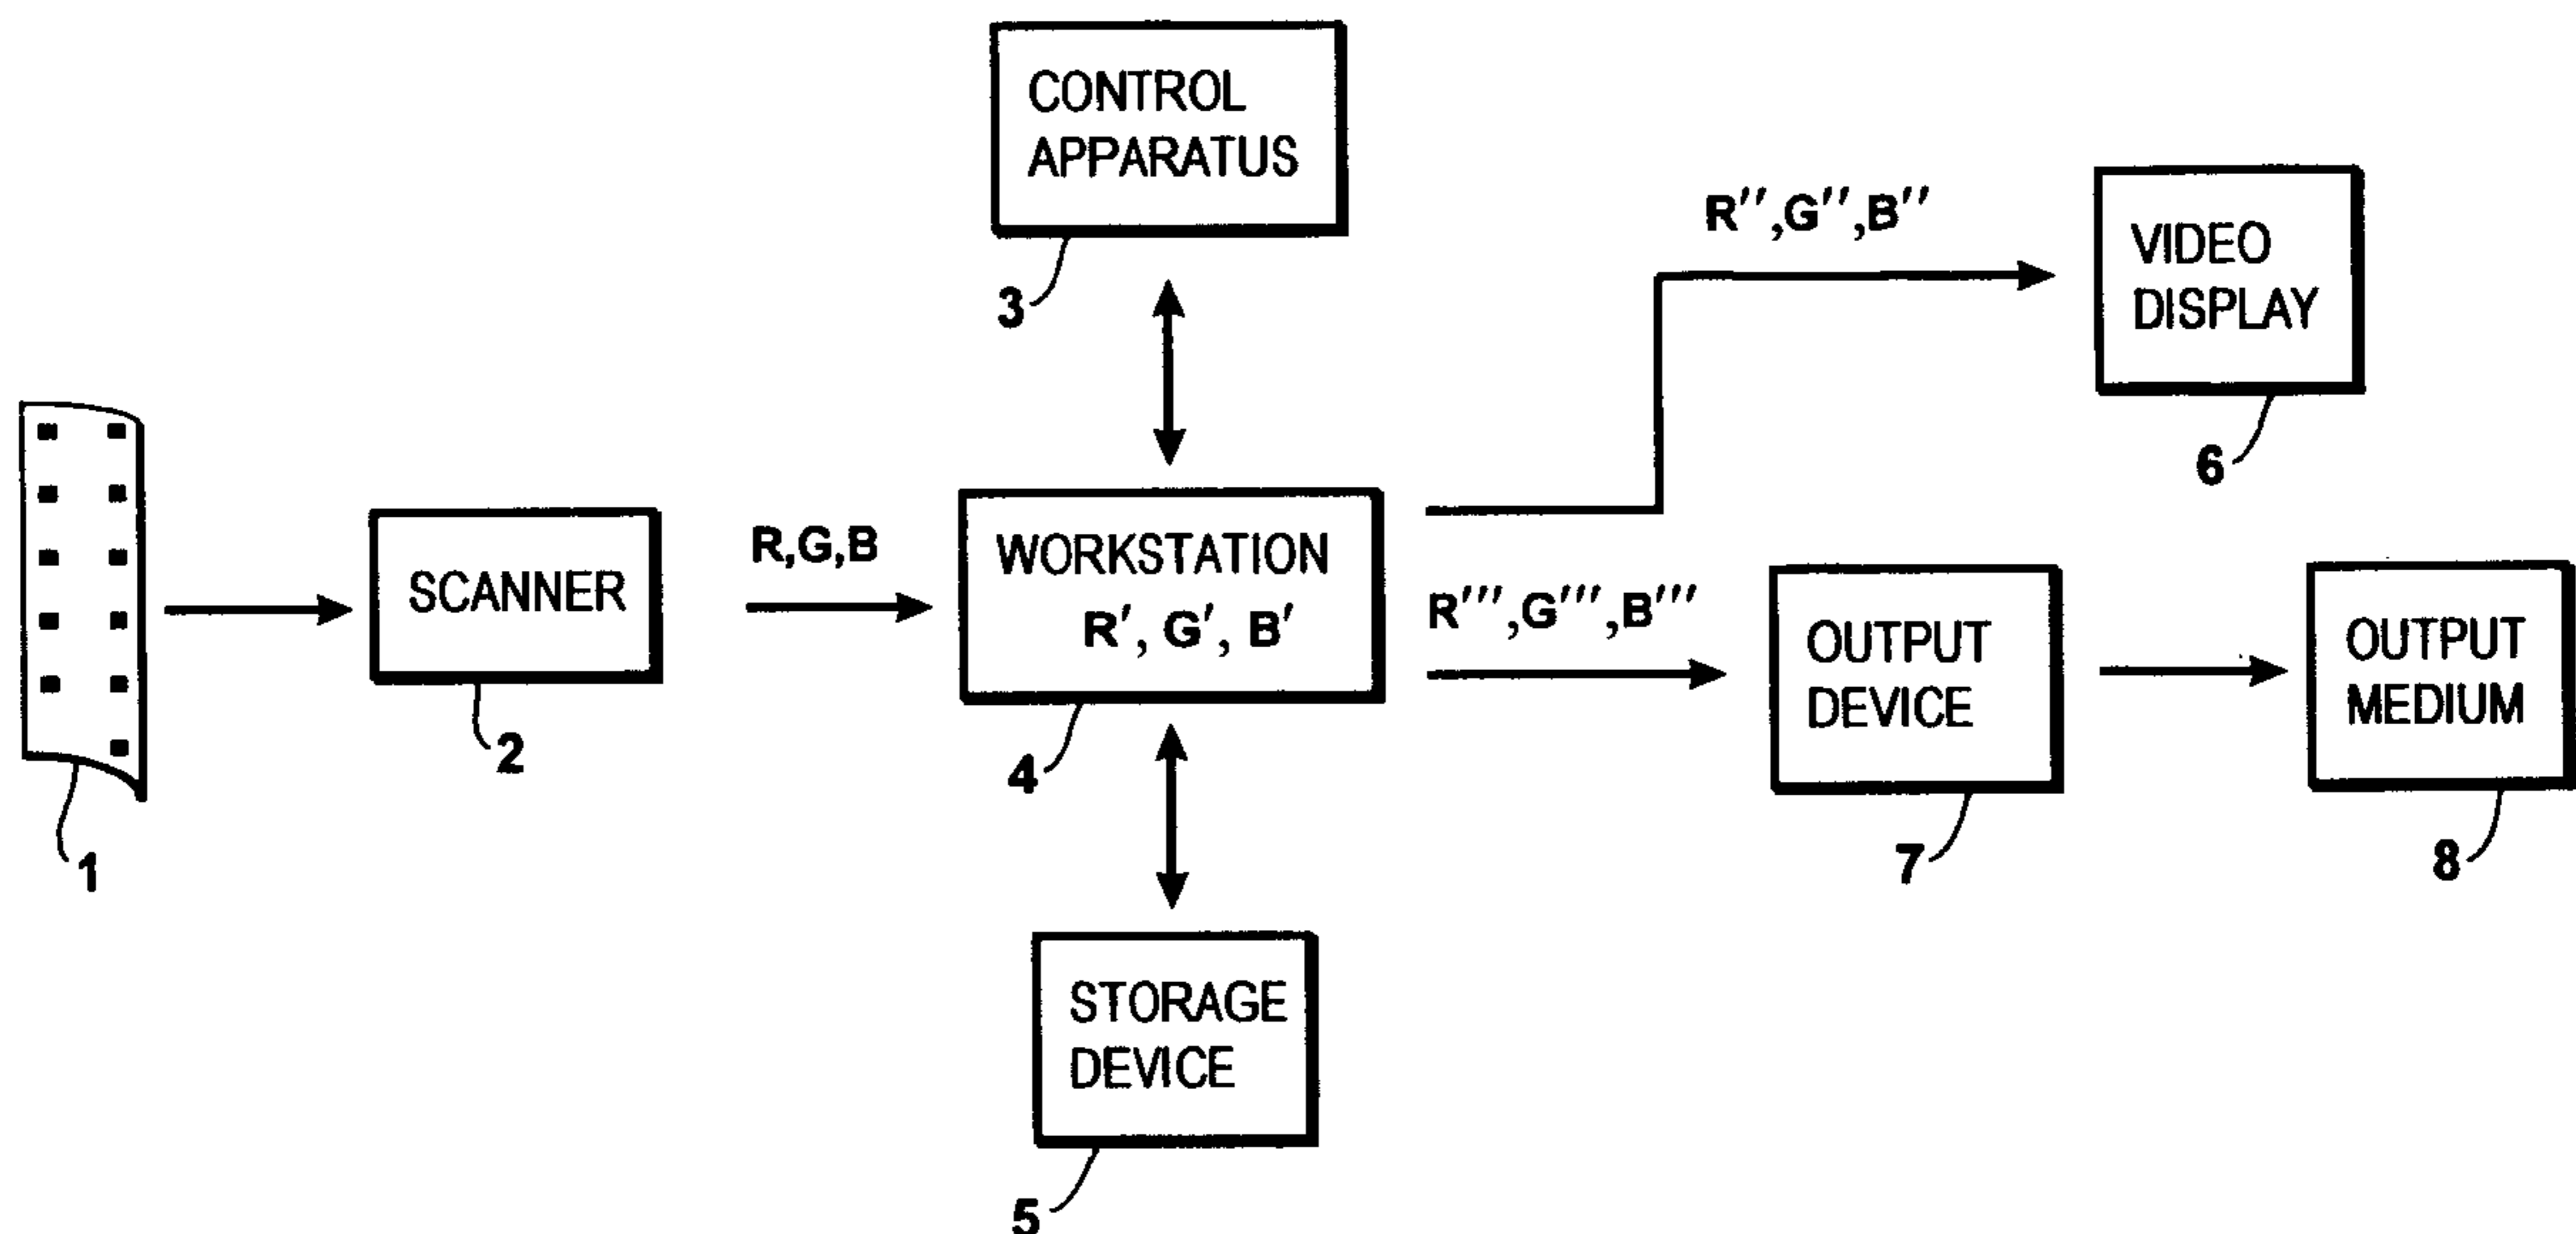 CONTROL
APPARATUS
3
R'',G'',B''
VIDEO
DISPLAY
6
1
SCANNER
2
R,G,B
WORKSTATION
R', G', B'
4
R''',G''',B'''
OUTPUT
DEVICE
7
OUTPUT
MEDIUM
8
STORAGE
DEVICE
5